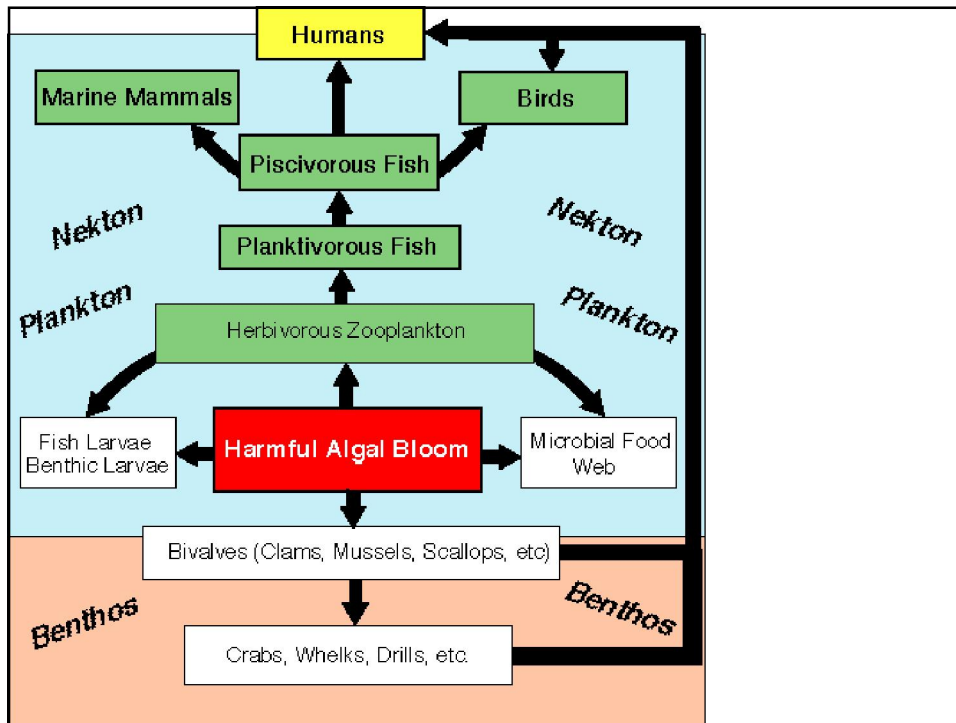 Humans
Marine Mammals
Birds
Piscivorous Fish
Nekton
Nekton
Planktivorous Fish
Plankton
Plankton
Herbivorous Zooplankton
Fish Larvae
Benthic Larvae
Harmful Algal Bloom
Microbial Food
Web
Bivalves (Clams, Mussels, Scallops, etc)
Benthos
Benthos
Crabs, Whelks, Drills, etc.